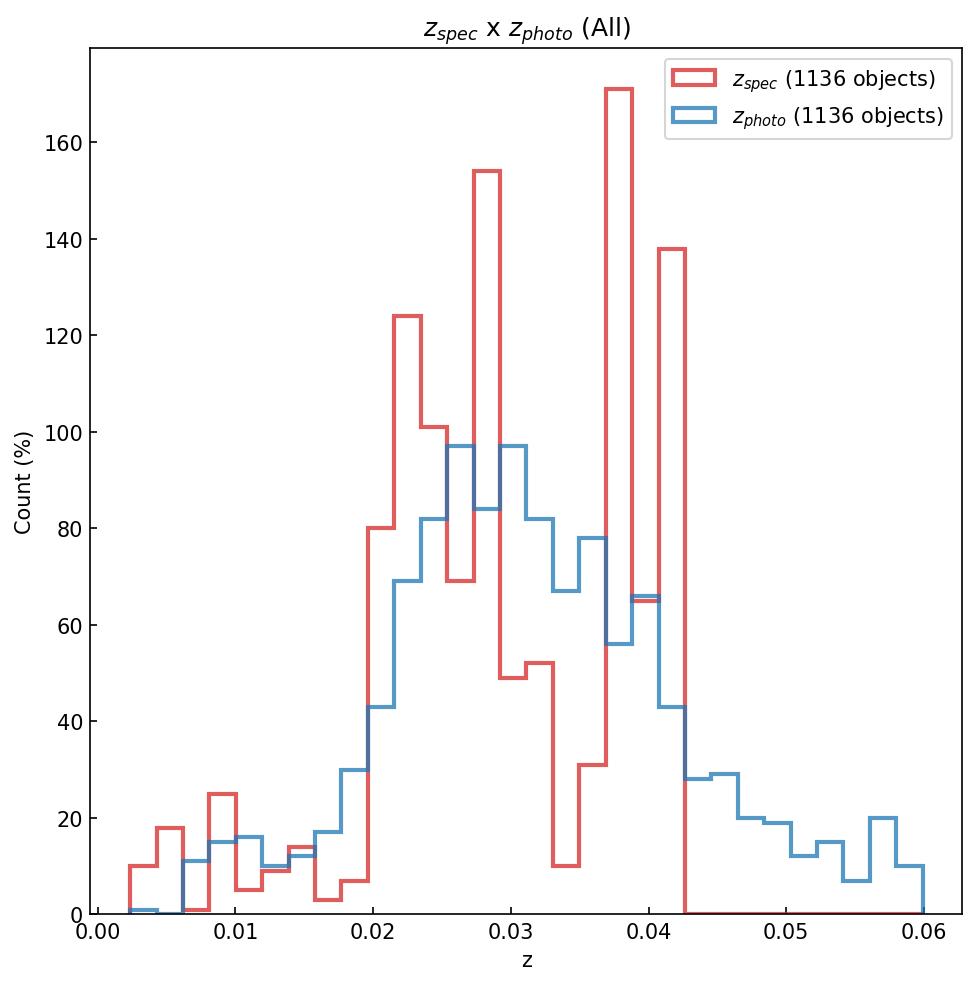 z_spec x z_photo (All)
z_spec (1136 objects)
z_photo (1136 objects)
160
140
120
100
80
60
40
20
0
Count (%)
0.00 0.01 0.02 0.03 0.04 0.05 0.06
z